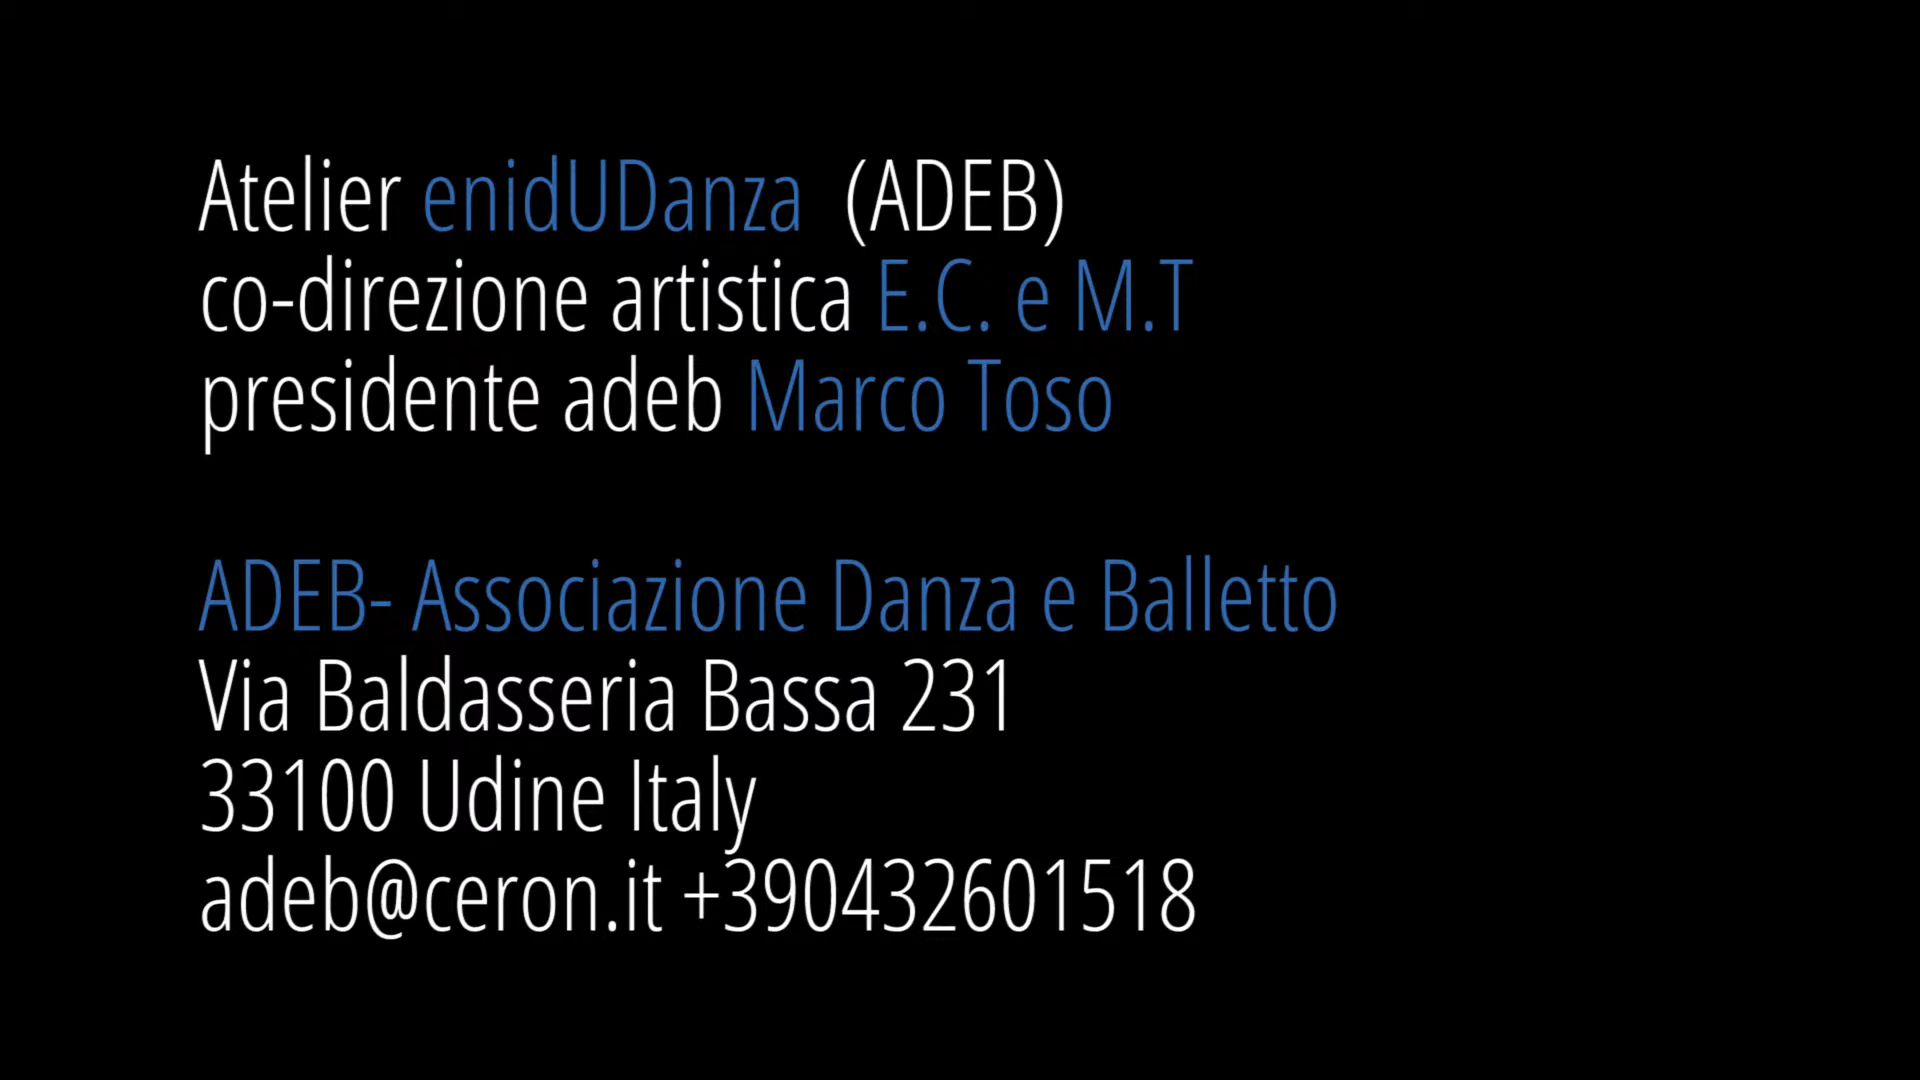 Atelier enidUDanza (ADEB)
co-direzione artistica E.C. e M.T
presidente adeb Marco Toso
ADEB- Associazione Danza e Balletto
Via Baldasseria Bassa 231
33100 Udine Italy
adeb@ceron.it +390432601518